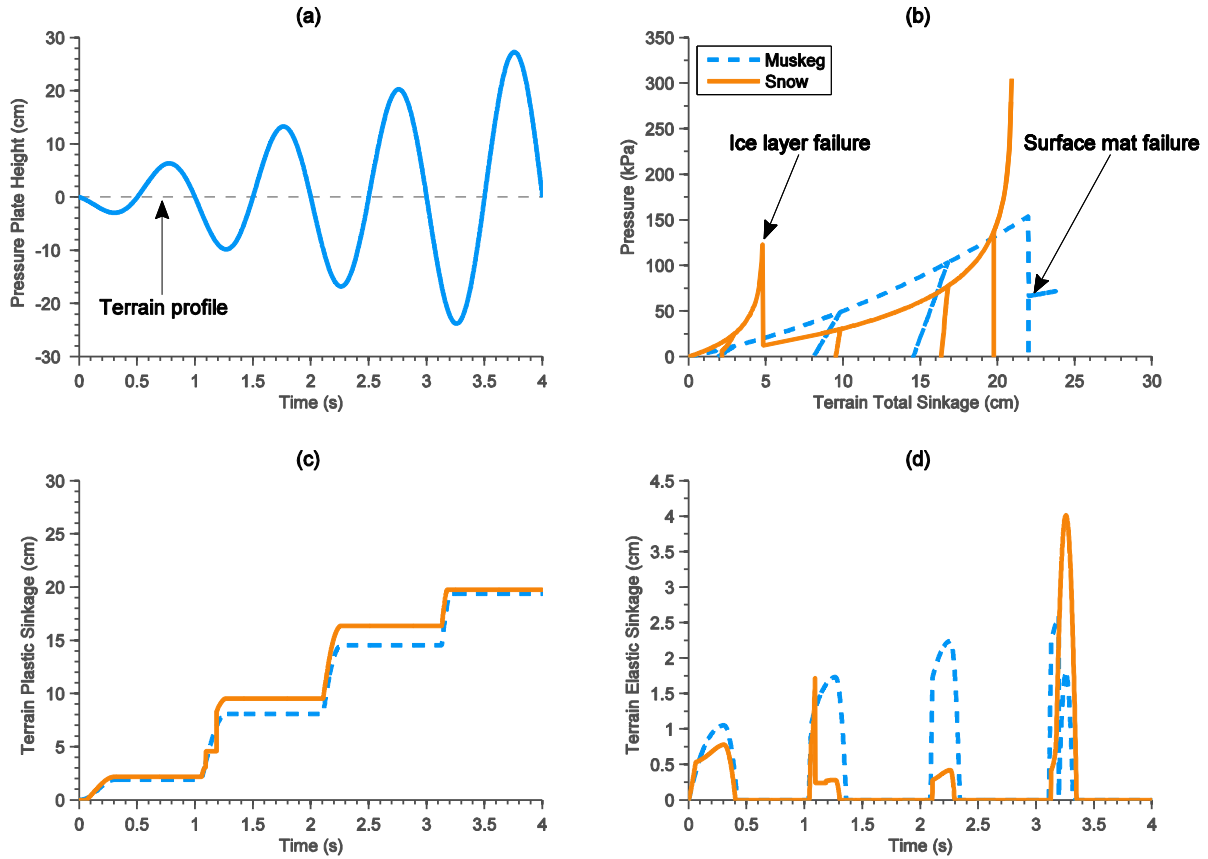 (a)
30
20
10
0
-10
-20
-30
Pressure Plate Height (cm)
Terrain profile
0 0.5 1 1.5 2 2.5 3 3.5 4
Time (s)
(b)
350
300
250
200
150
100
50
0
Pressure (kPa)
Muskeg
Snow
Ice layer failure
Surface mat failure
0 5 10 15 20 25 30
Terrain Total Sinkage (cm)
(c)
30
25
20
15
10
5
0
Terrain Plastic Sinkage (cm)
0 0.5 1 1.5 2 2.5 3 3.5 4
Time (s)
(d)
4.5
4
3.5
3
2.5
2
1.5
1
0.5
0
Terrain Elastic Sinkage (cm)
0 0.5 1 1.5 2 2.5 3 3.5 4
Time (s)